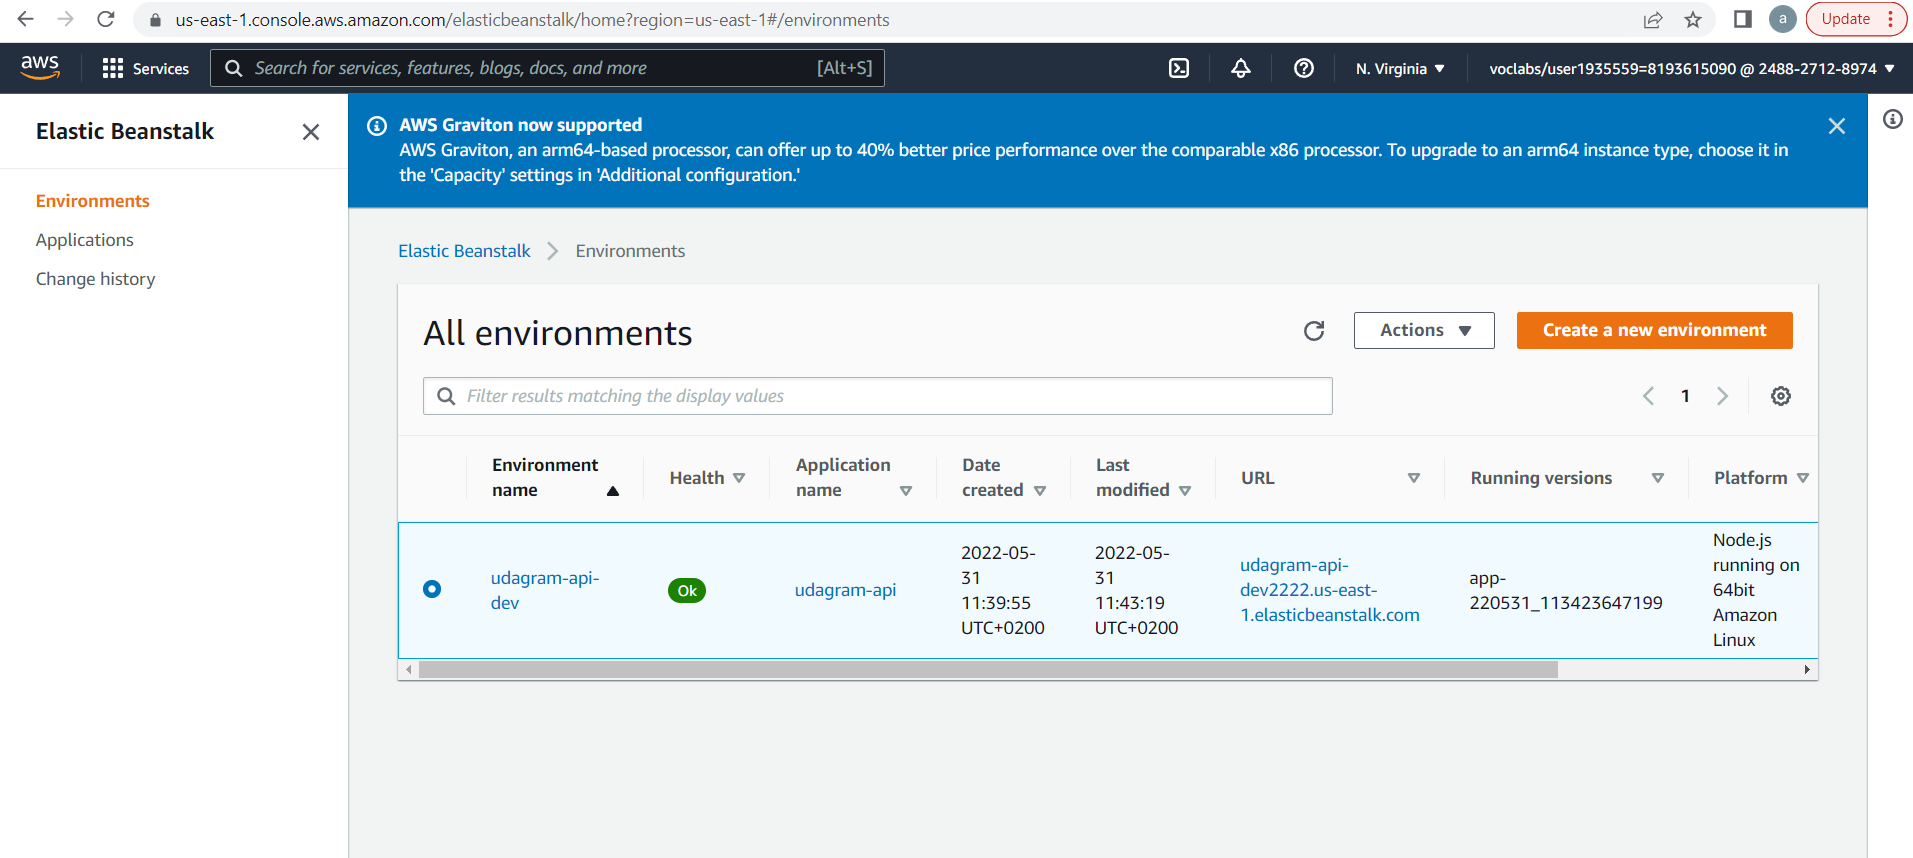 us-east-1.console.aws.amazon.com/elasticbeanstalk/home?region=us-east-1#/environments
a
Update
aws
Services
Search for services, features, blogs, docs, and more
[Alt+S]
N. Virginia
voclabs/user1935559=8193615090 @ 2488-2712-8974
Elastic Beanstalk
Environments
Applications
Change history
AWS Graviton now supported
AWS Graviton, an arm64-based processor, can offer up to 40% better price performance over the comparable x86 processor. To upgrade to an arm64 instance type, choose it in
the 'Capacity' settings in 'Additional configuration.'
Elastic Beanstalk
Environments
All environments
Actions
Create a new environment
Filter results matching the display values
1
Environment
name
Health
Application
name
Date
created
Last
modified
URL
Running versions
Platform
udagram-api-
dev
Ok
udagram-api
2022-05-
31
11:39:55
UTC+0200
2022-05-
31
11:43:19
UTC+0200
udagram-api-
dev2222.us-east-
1.elasticbeanstalk.com
app-
220531_113423647199
Node.js
running on
64bit
Amazon
Linux